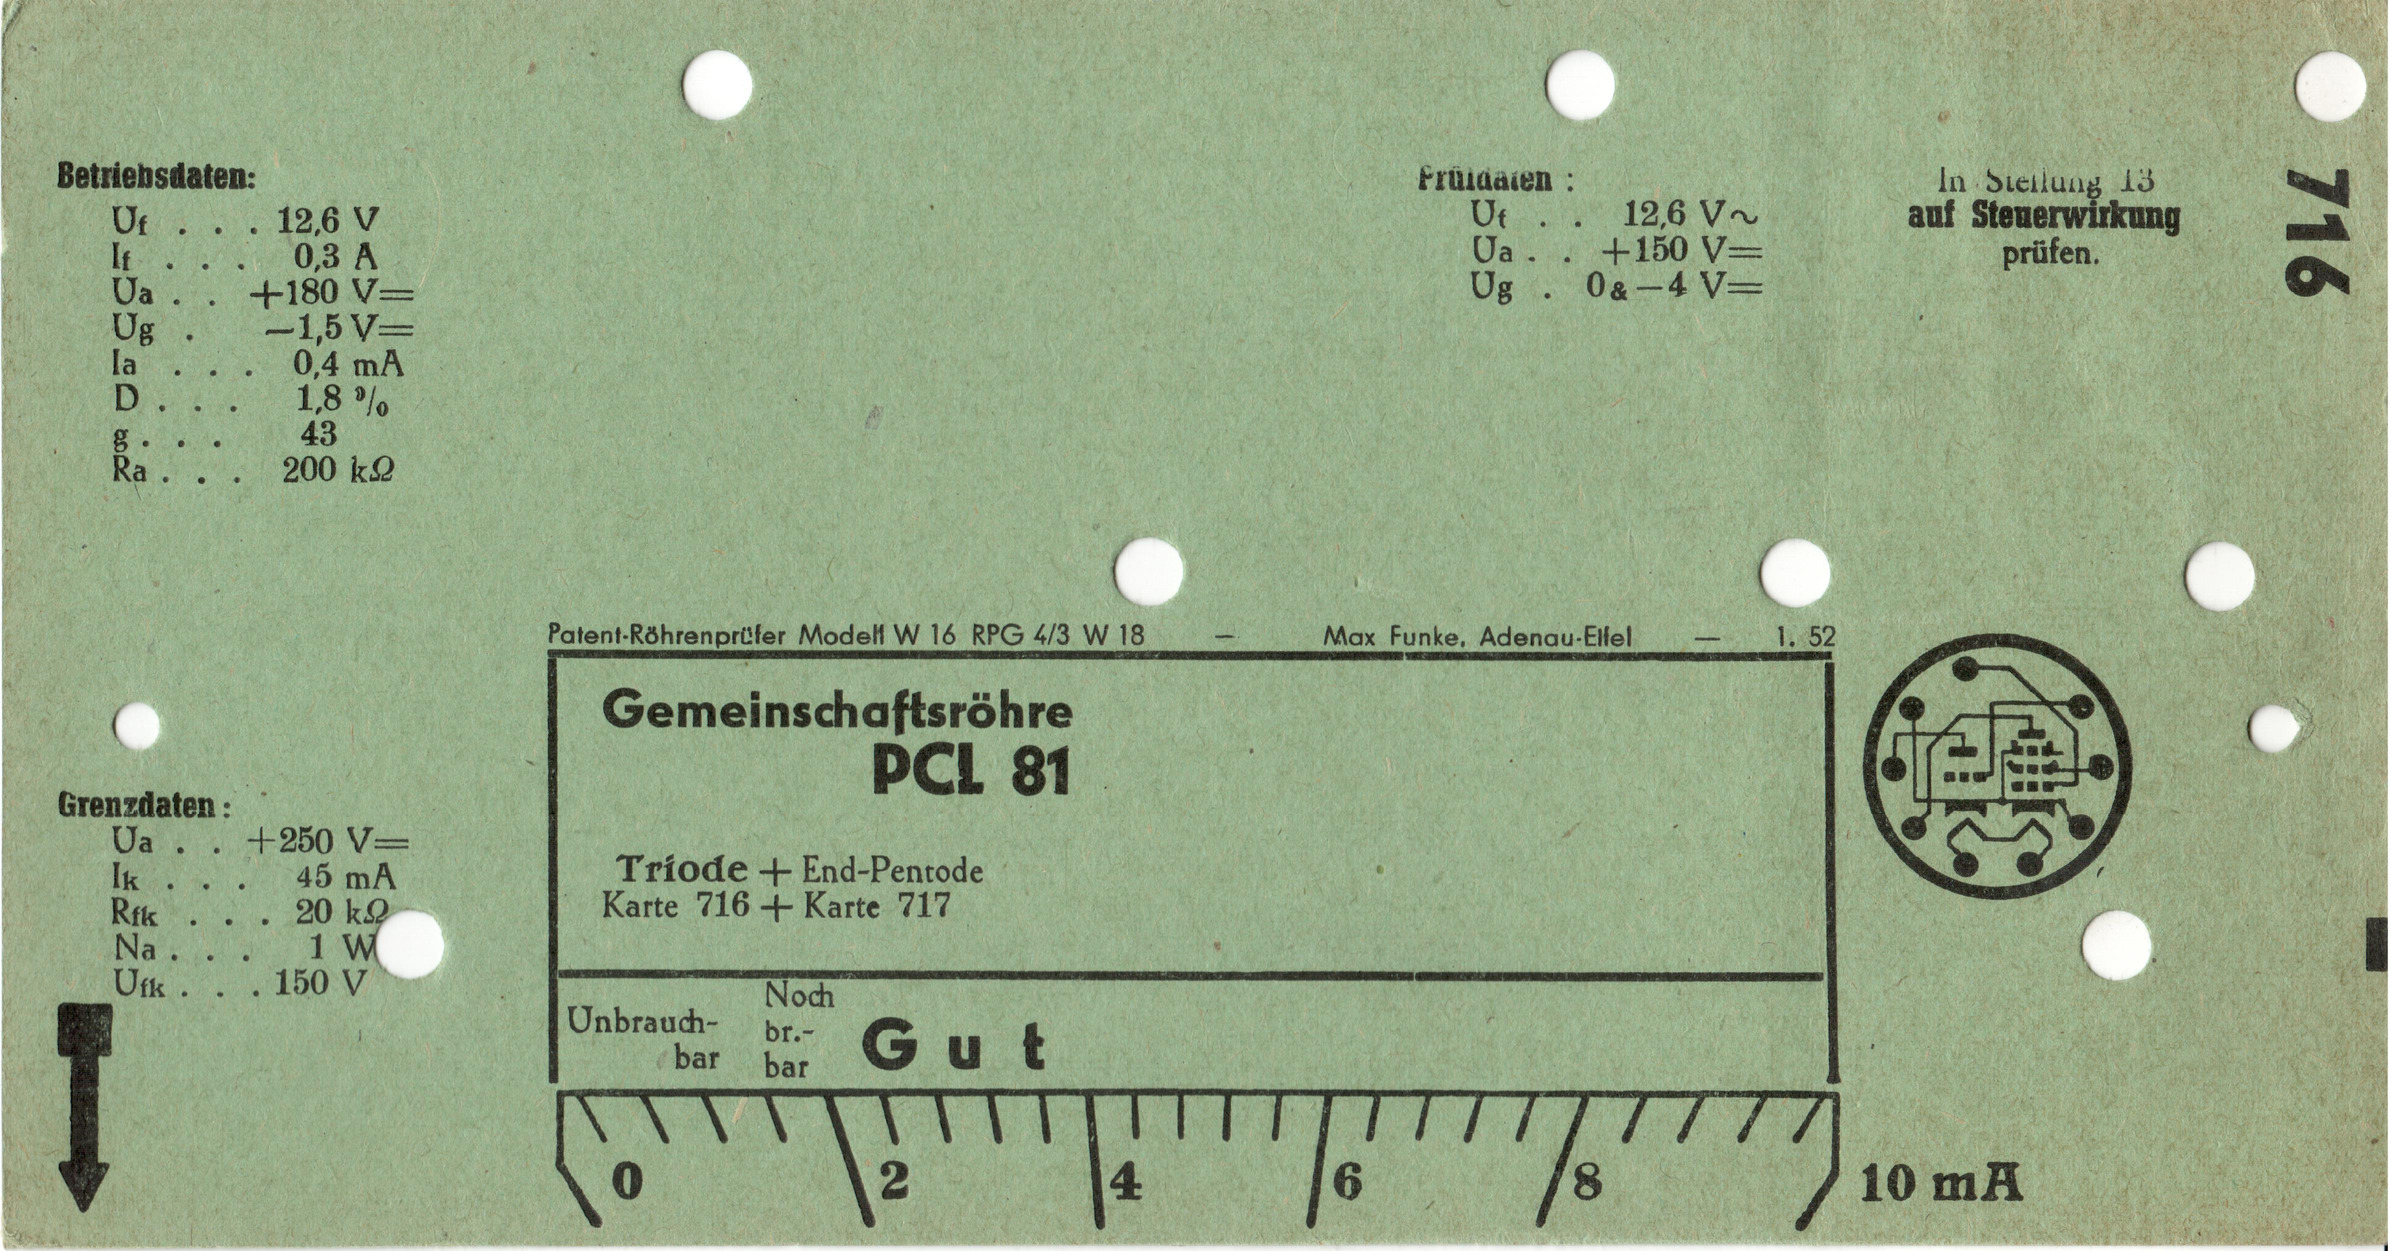 Betriebsdaten:
Uf . . . 12,6 V
If . . . 0,3 A
Ua . . +180 V=
Ug . −1,5 V=
Ia . . . 0,4 mA
D . . . 1,8 %
g . . . 43
Ra . . . 200 kΩ
Prüfdaten :
Uf . . 12,6 V~
Ua . . +150 V=
Ug . 0 & −4 V=
In Stellung 13
auf Steuerwirkung
prüfen.
716
Patent-Röhrenprüfer Modell W 16 RPG 4/3 W 18 — Max Funke, Adenau-Eifel — 1. 52
Gemeinschaftsröhre
PCL 81
Triode + End-Pentode
Karte 716 + Karte 717
Grenzdaten :
Ua . . +250 V=
Ik . . . 45 mA
Rfk . . . 20 kΩ
Na . . . 1 W
Ufk . . . 150 V
Unbrauch-
bar
Noch
br.-
bar
Gut
0 2 4 6 8 10 mA